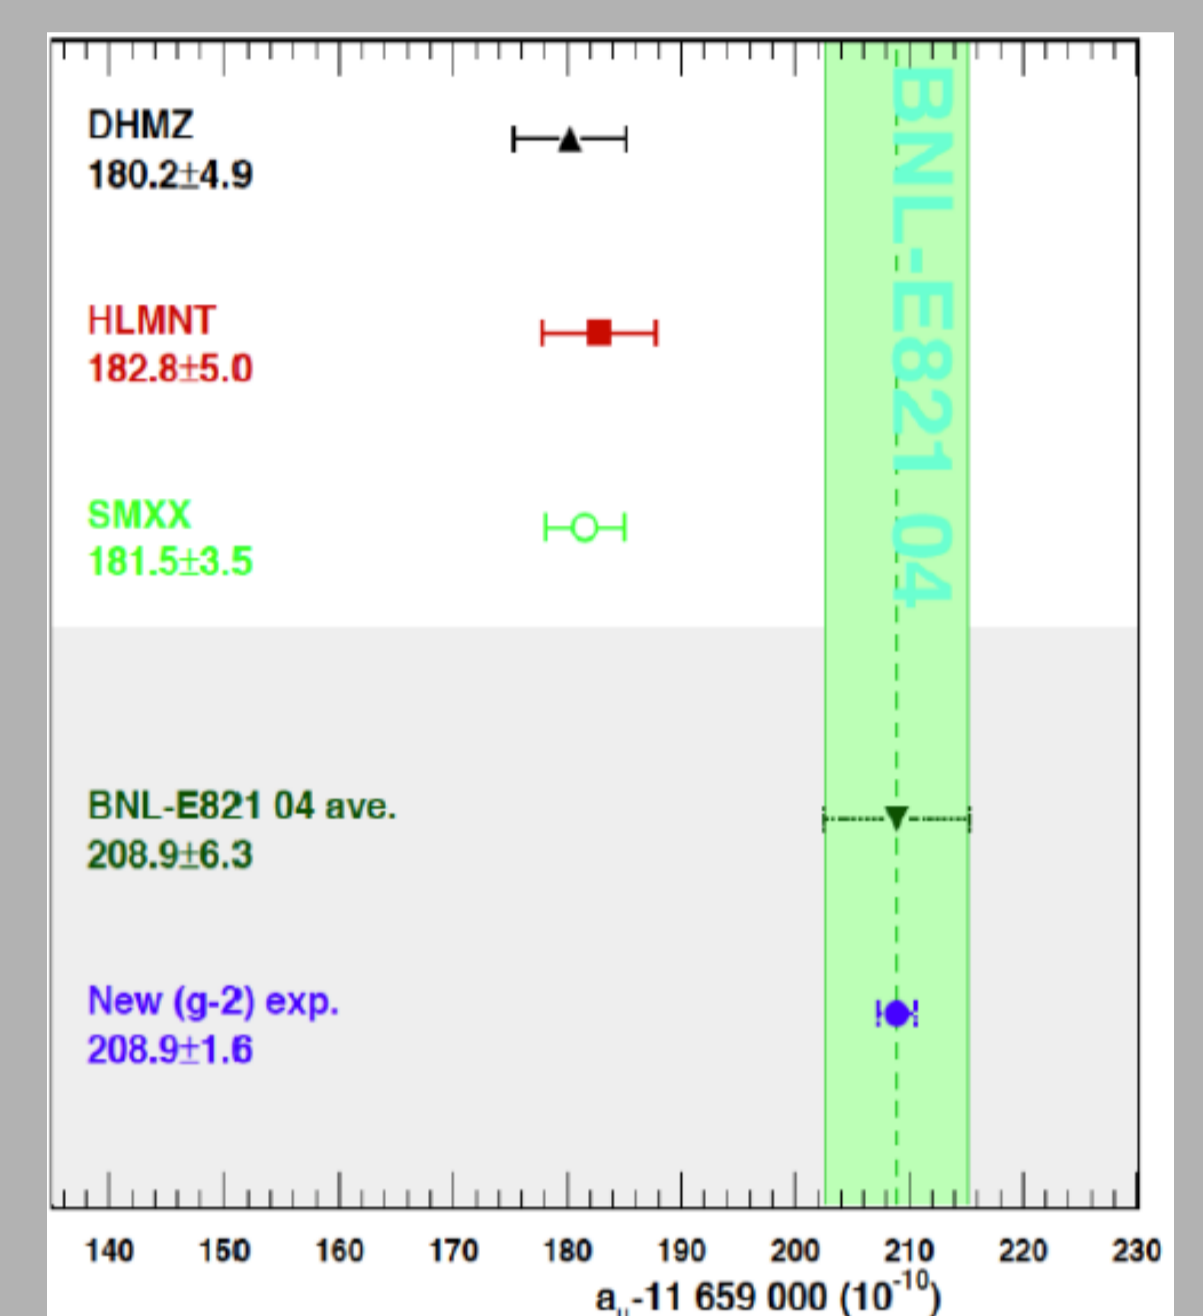 DHMZ
180.2±4.9
HLMNT
182.8±5.0
SMXX
181.5±3.5
BNL-E821 04
BNL-E821 04 ave.
208.9±6.3
New (g-2) exp.
208.9±1.6
140 150 160 170 180 190 200 210 220 230
aμ-11 659 000 (10⁻¹⁰)